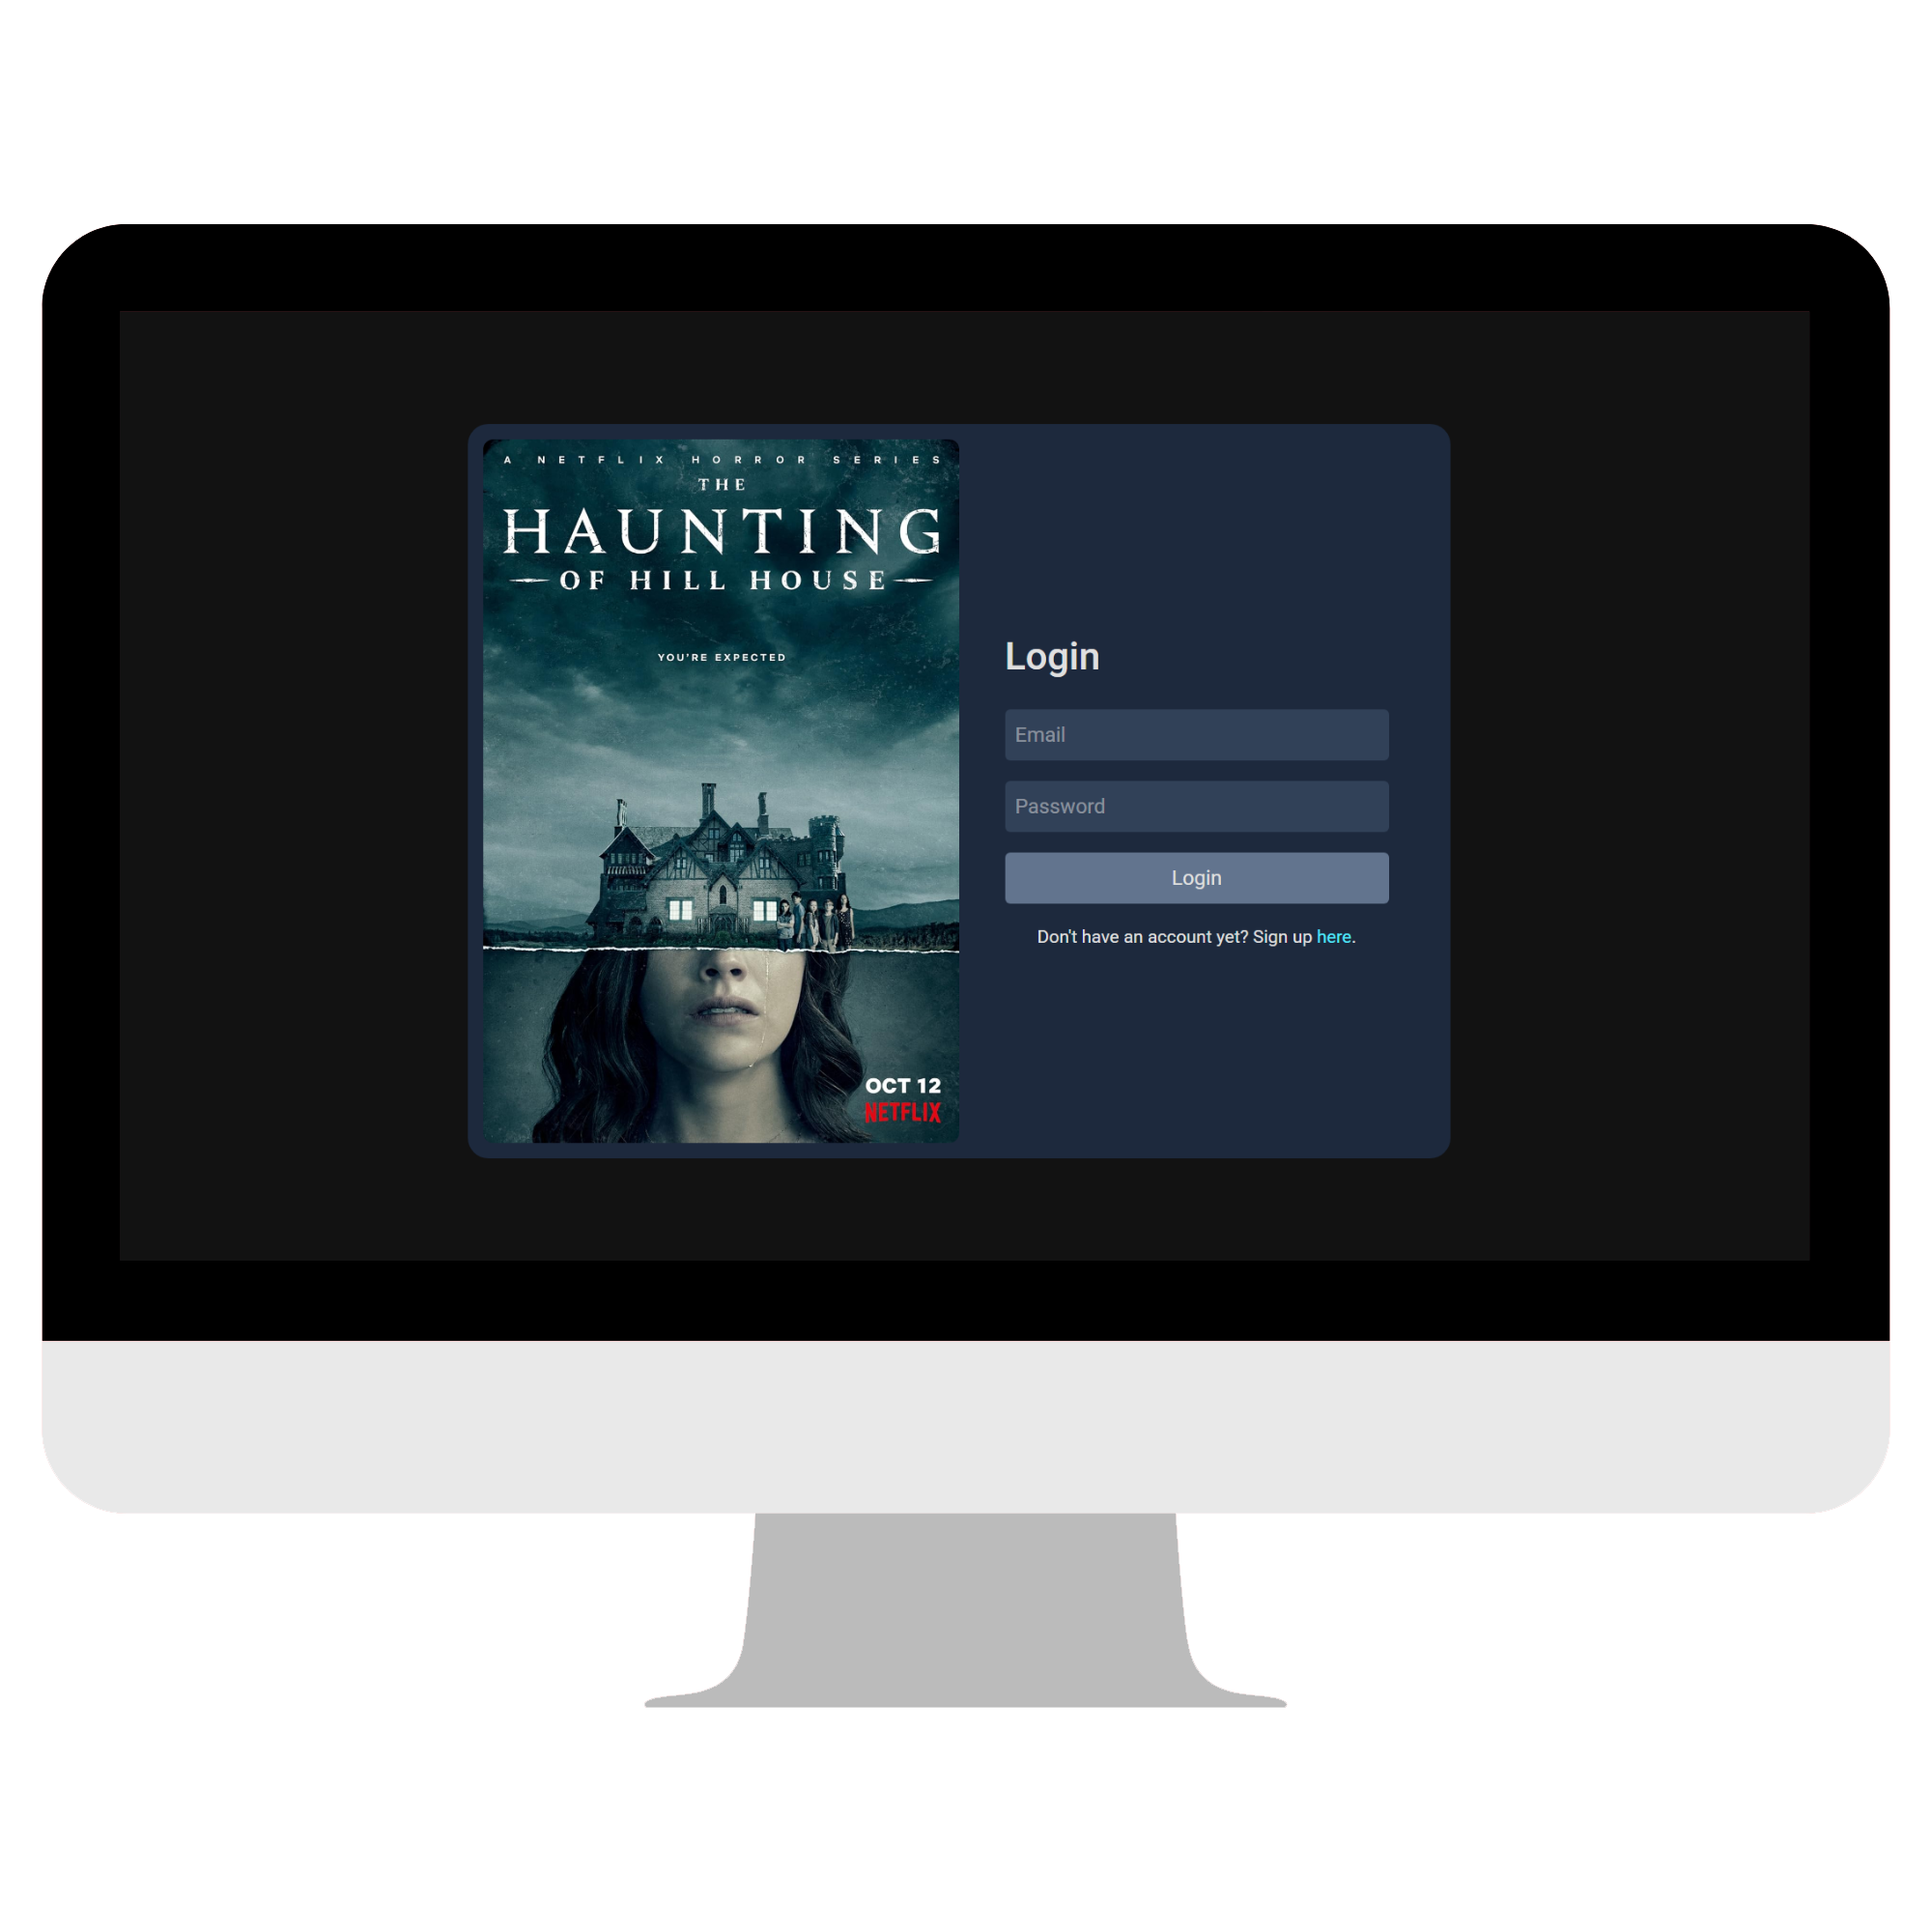 A NETFLIX HORROR SERIES
THE
HAUNTING
OF HILL HOUSE
YOU'RE EXPECTED
OCT 12
NETFLIX
Login
Email
Password
Login
Don't have an account yet? Sign up here.